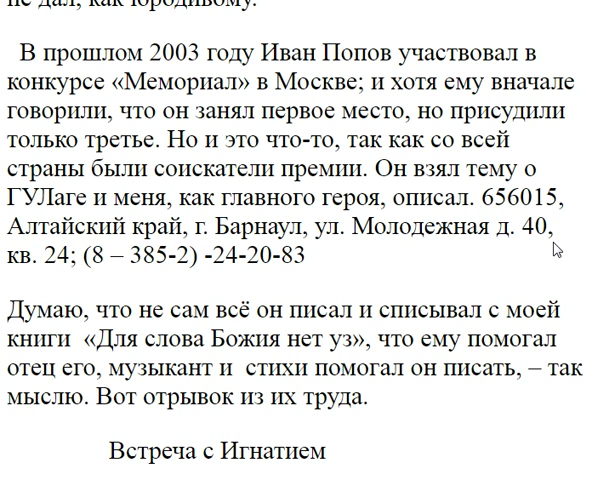 не дал, как юродивому.
В прошлом 2003 году Иван Попов участвовал в
конкурсе «Мемориал» в Москве; и хотя ему вначале
говорили, что он занял первое место, но присудили
только третье. Но и это что-то, так как со всей
страны были соискатели премии. Он взял тему о
ГУЛаге и меня, как главного героя, описал. 656015,
Алтайский край, г. Барнаул, ул. Молодежная д. 40,
кв. 24; (8 – 385-2) -24-20-83
Думаю, что не сам всё он писал и списывал с моей
книги «Для слова Божия нет уз», что ему помогал
отец его, музыкант и стихи помогал он писать, – так
мыслю. Вот отрывок из их труда.
Встреча с Игнатием